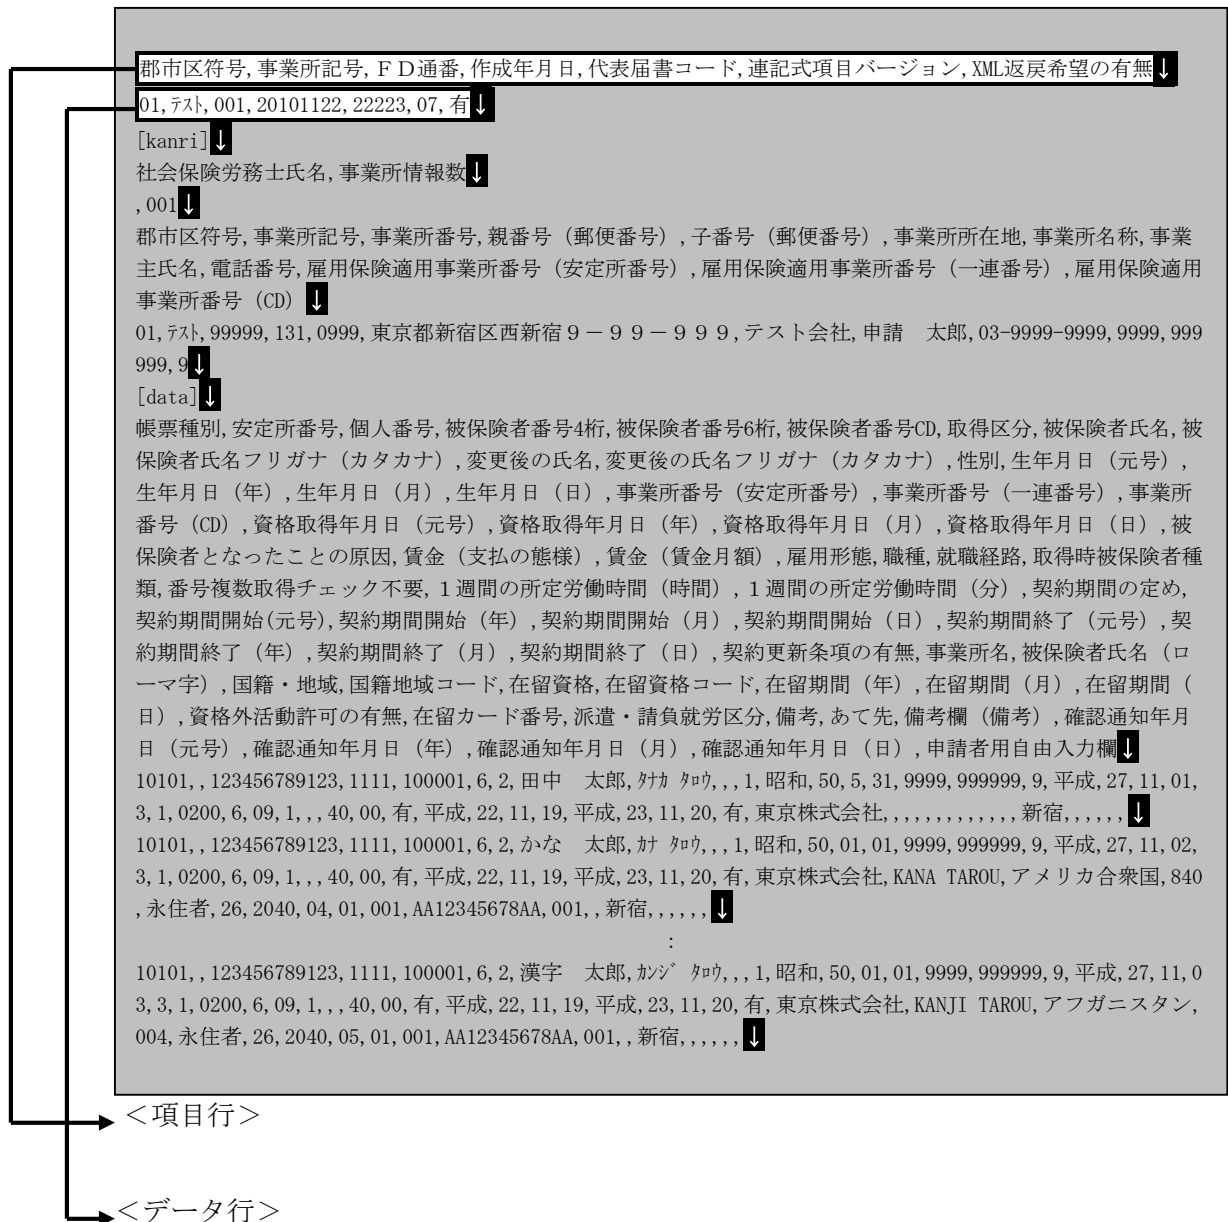 郡市区符号,事業所記号,ＦＤ通番,作成年月日,代表届書コード,連記式項目バージョン,XML返戻希望の有無↓
01,ﾃｽﾄ,001,20101122,22223,07,有↓
[kanri]↓
社会保険労務士氏名,事業所情報数↓
,001↓
郡市区符号,事業所記号,事業所番号,親番号（郵便番号）,子番号（郵便番号）,事業所所在地,事業所名称,事業
主氏名,電話番号,雇用保険適用事業所番号（安定所番号）,雇用保険適用事業所番号（一連番号）,雇用保険適用
事業所番号（CD）↓
01,ﾃｽﾄ,99999,131,0999,東京都新宿区西新宿９－９９－９９９,テスト会社,申請　太郎,03-9999-9999,9999,999
999,9↓
[data]↓
帳票種別,安定所番号,個人番号,被保険者番号4桁,被保険者番号6桁,被保険者番号CD,取得区分,被保険者氏名,被
保険者氏名フリガナ（カタカナ）,変更後の氏名,変更後の氏名フリガナ（カタカナ）,性別,生年月日（元号）,
生年月日（年）,生年月日（月）,生年月日（日）,事業所番号（安定所番号）,事業所番号（一連番号）,事業所
番号（CD）,資格取得年月日（元号）,資格取得年月日（年）,資格取得年月日（月）,資格取得年月日（日）,被
保険者となったことの原因,賃金（支払の態様）,賃金（賃金月額）,雇用形態,職種,就職経路,取得時被保険者種
類,番号複数取得チェック不要,１週間の所定労働時間（時間）,１週間の所定労働時間（分）,契約期間の定め,
契約期間開始(元号),契約期間開始（年）,契約期間開始（月）,契約期間開始（日）,契約期間終了（元号）,契
約期間終了（年）,契約期間終了（月）,契約期間終了（日）,契約更新条項の有無,事業所名,被保険者氏名（ロ
ーマ字）,国籍・地域,国籍地域コード,在留資格,在留資格コード,在留期間（年）,在留期間（月）,在留期間（
日）,資格外活動許可の有無,在留カード番号,派遣・請負就労区分,備考,あて先,備考欄（備考）,確認通知年月
日（元号）,確認通知年月日（年）,確認通知年月日（月）,確認通知年月日（日）,申請者用自由入力欄↓
10101,,123456789123,1111,100001,6,2,田中　太郎,ﾀﾅｶ ﾀﾛｳ,,,1,昭和,50,5,31,9999,999999,9,平成,27,11,01,
3,1,0200,6,09,1,,,40,00,有,平成,22,11,19,平成,23,11,20,有,東京株式会社,,,,,,,,,,,,,新宿,,,,,,↓
10101,,123456789123,1111,100001,6,2,かな　太郎,ｶﾅ ﾀﾛｳ,,,1,昭和,50,01,01,9999,999999,9,平成,27,11,02,
3,1,0200,6,09,1,,,40,00,有,平成,22,11,19,平成,23,11,20,有,東京株式会社,KANA TAROU,アメリカ合衆国,840
,永住者,26,2040,04,01,001,AA12345678AA,001,,新宿,,,,,,↓
:
10101,,123456789123,1111,100001,6,2,漢字　太郎,ｶﾝｼﾞ ﾀﾛｳ,,,1,昭和,50,01,01,9999,999999,9,平成,27,11,0
3,3,1,0200,6,09,1,,,40,00,有,平成,22,11,19,平成,23,11,20,有,東京株式会社,KANJI TAROU,アフガニスタン,
004,永住者,26,2040,05,01,001,AA12345678AA,001,,新宿,,,,,,↓
＜項目行＞
＜データ行＞